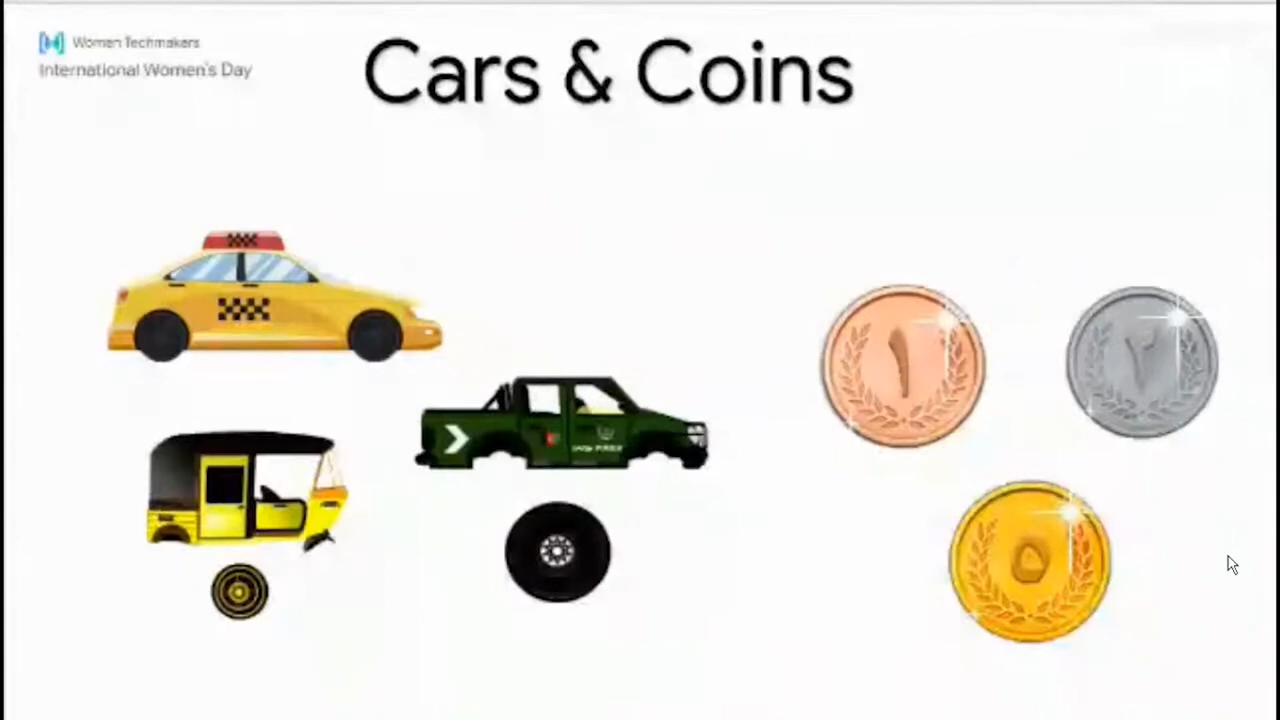 Women Techmakers
International Women's Day
Cars & Coins
١
٢
٥